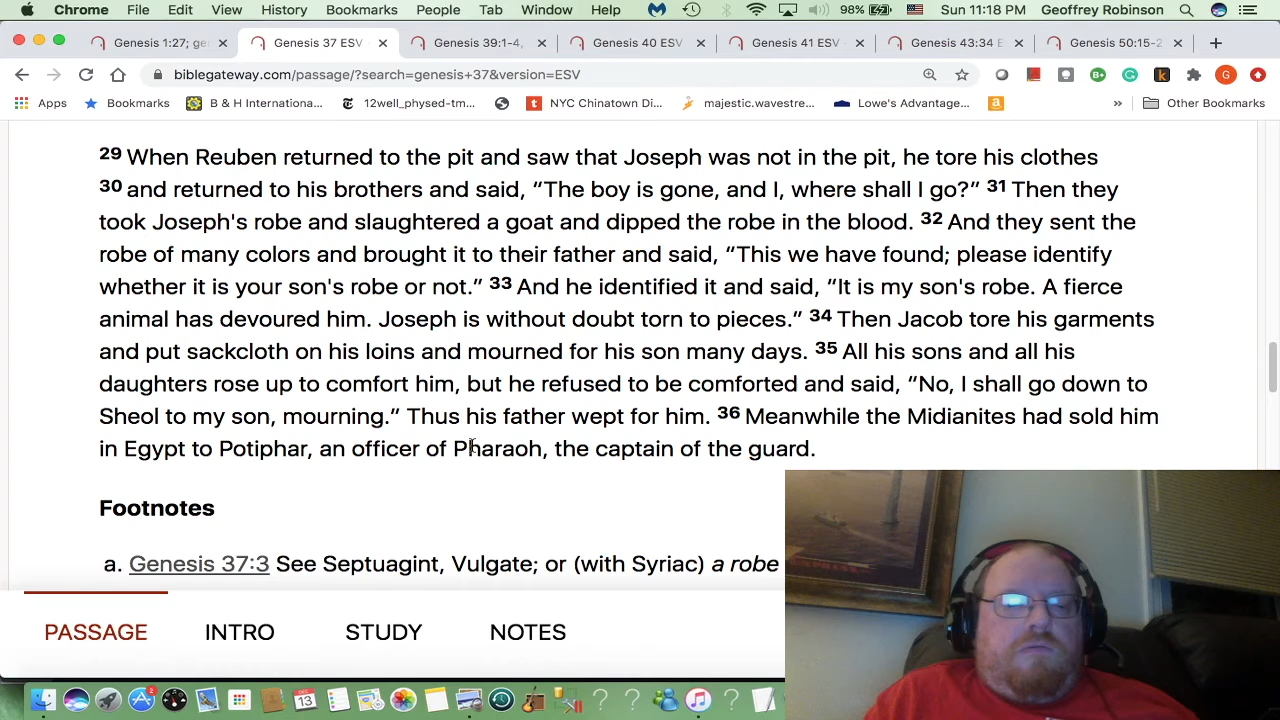 Chrome File Edit View History Bookmarks People Tab Window Help 98% Sun 11:18 PM Geoffrey Robinson
Genesis 1:27; ge Genesis 37 ESV - Genesis 39:1-4, Genesis 40 ESV Genesis 41 ESV - Genesis 43:34 E Genesis 50:15-2
biblegateway.com/passage/?search=genesis+37&version=ESV
Apps Bookmarks B & H Internationa... 12well_physed-tm... NYC Chinatown Di... majestic.wavestre... Lowe's Advantage... » Other Bookmarks
29 When Reuben returned to the pit and saw that Joseph was not in the pit, he tore his clothes
30 and returned to his brothers and said, “The boy is gone, and I, where shall I go?” 31 Then they
took Joseph's robe and slaughtered a goat and dipped the robe in the blood. 32 And they sent the
robe of many colors and brought it to their father and said, “This we have found; please identify
whether it is your son's robe or not.” 33 And he identified it and said, “It is my son's robe. A fierce
animal has devoured him. Joseph is without doubt torn to pieces.” 34 Then Jacob tore his garments
and put sackcloth on his loins and mourned for his son many days. 35 All his sons and all his
daughters rose up to comfort him, but he refused to be comforted and said, “No, I shall go down to
Sheol to my son, mourning.” Thus his father wept for him. 36 Meanwhile the Midianites had sold him
in Egypt to Potiphar, an officer of Pharaoh, the captain of the guard.
Footnotes
a. Genesis 37:3 See Septuagint, Vulgate; or (with Syriac) a robe
PASSAGE INTRO STUDY NOTES